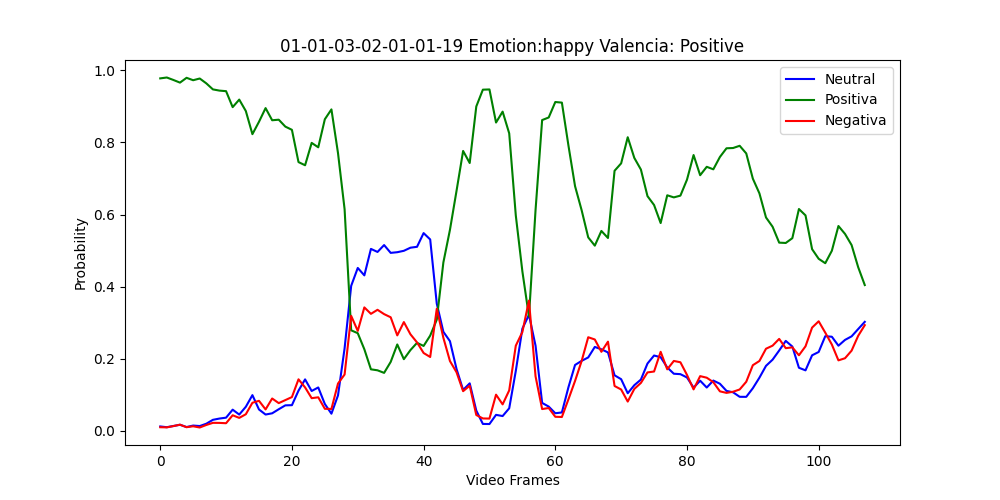 01-01-03-02-01-01-19 Emotion:happy Valencia: Positive
1.0
0.8
0.6
0.4
0.2
0.0
Probability
Neutral
Positiva
Negativa
0 20 40 60 80 100
Video Frames